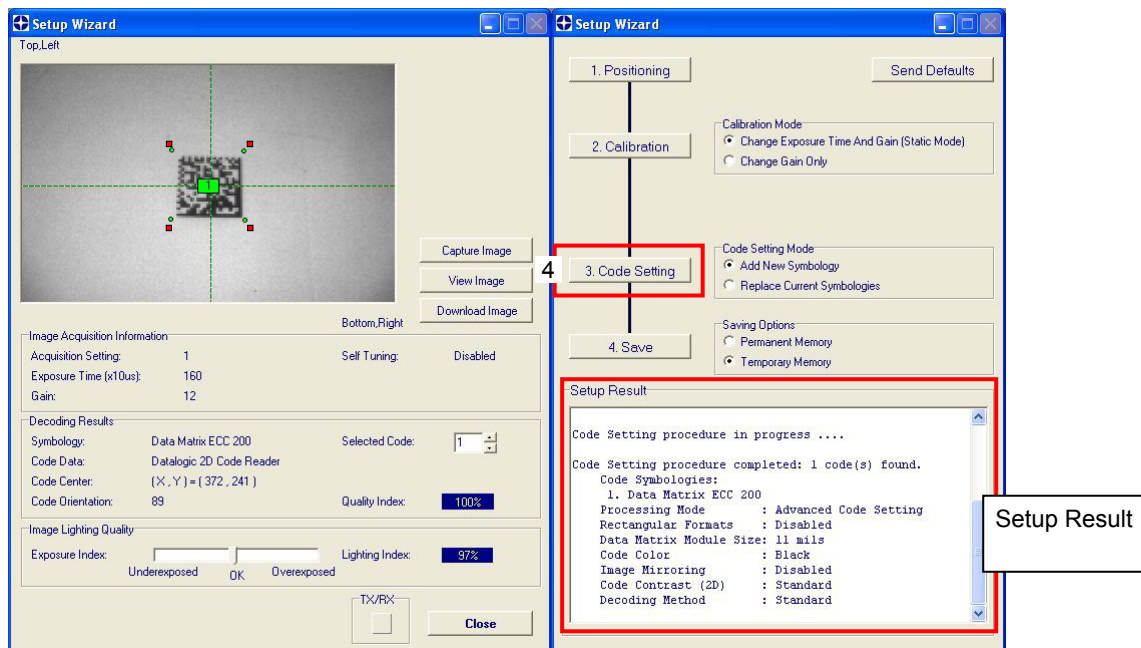 Setup Wizard
Top,Left
1
Capture Image
View Image
Download Image
Bottom,Right
Image Acquisition Information
Acquisition Setting: 1 Self Tuning: Disabled
Exposure Time (x10us): 160
Gain: 12
Decoding Results
Symbology: Data Matrix ECC 200 Selected Code: 1
Code Data: Datalogic 2D Code Reader
Code Center: ( X , Y ) = ( 372 , 241 )
Code Orientation: 89 Quality Index: 100%
Image Lighting Quality
Exposure Index: Lighting Index: 97%
Underexposed OK Overexposed
TX/RX
Close
Setup Wizard
1. Positioning Send Defaults
2. Calibration
Calibration Mode
Change Exposure Time And Gain (Static Mode)
Change Gain Only
4 3. Code Setting
Code Setting Mode
Add New Symbology
Replace Current Symbologies
4. Save
Saving Options
Permanent Memory
Temporary Memory
Setup Result
Code Setting procedure in progress ....
Code Setting procedure completed: 1 code(s) found.
Code Symbologies:
1. Data Matrix ECC 200
Processing Mode : Advanced Code Setting
Rectangular Formats : Disabled
Data Matrix Module Size: 11 mils
Code Color : Black
Image Mirroring : Disabled
Code Contrast (2D) : Standard
Decoding Method : Standard
Setup Result